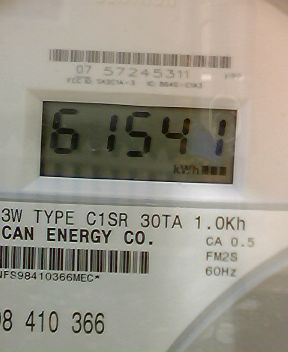 07 57245311
61541
kWh
3W TYPE C1SR 30TA 1.0Kh
CAN ENERGY CO.
CA 0.5
FM2S
60Hz
NFS98410366MEC*
98 410 366